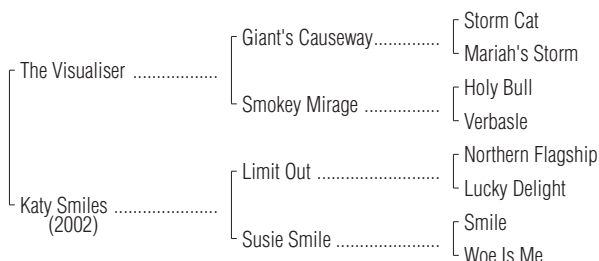 Storm Cat
Giant's Causeway..............
Mariah's Storm
The Visualiser .................
Holy Bull
Smokey Mirage ...............
Verbasle
Northern Flagship
Limit Out ........................
Lucky Delight
Katy Smiles .....................
(2002)
Smile
Susie Smile .....................
Woe Is Me